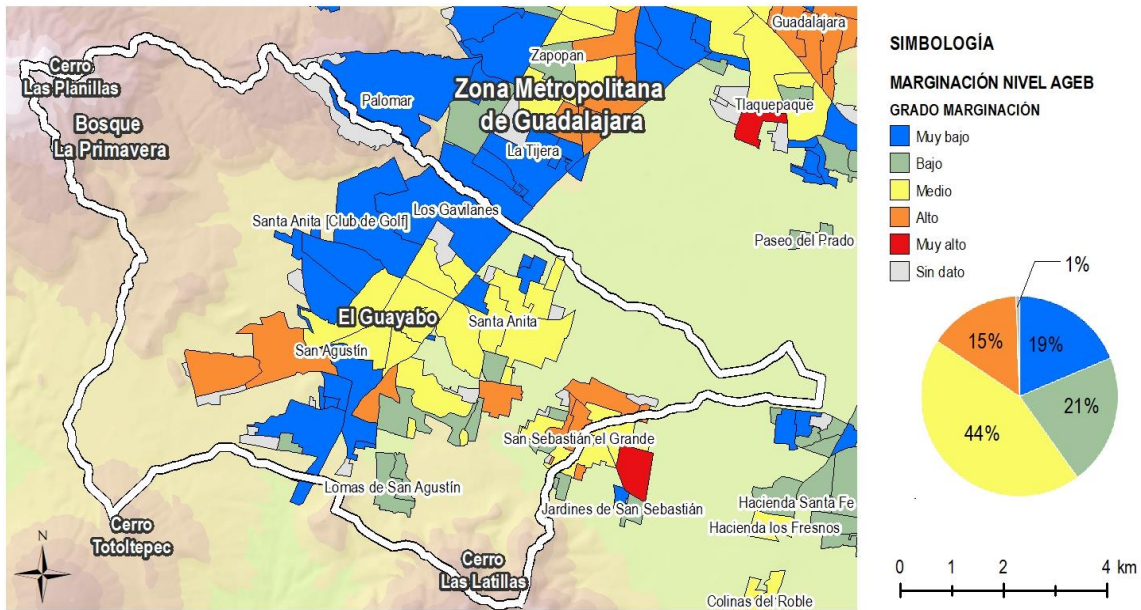 Guadalajara
Zapopan
Cerro
Las Planillas
Palomar
Zona Metropolitana
de Guadalajara
Tlaquepaque
Bosque
La Primavera
La Tijera
Los Gavilanes
Santa Anita [Club de Golf]
Paseo del Prado
El Guayabo
Santa Anita
San Agustín
San Sebastián el Grande
Lomas de San Agustín
Jardines de San Sebastián
Hacienda Santa Fe
Hacienda los Fresnos
Cerro
Totoltepec
Cerro
Las Latillas
Colinas del Roble
N
SIMBOLOGÍA
MARGINACIÓN NIVEL AGEB
GRADO MARGINACIÓN
Muy bajo
Bajo
Medio
Alto
Muy alto
Sin dato
1%
15%
19%
44%
21%
0 1 2 4 km